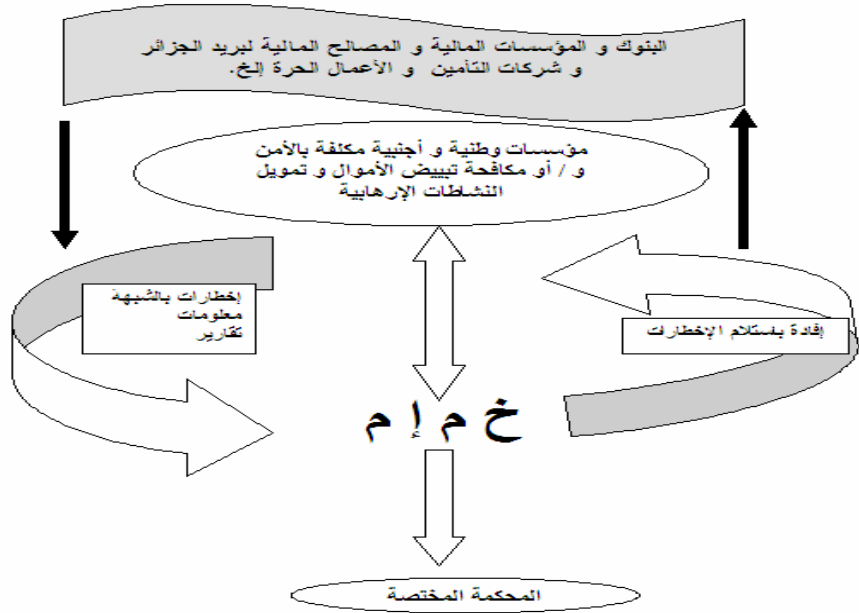 البنوك و المؤسسات المالية و المصالح المالية لبريد الجزائر
و شركات التأمين و الأعمال الحرة إلخ.
مؤسسات وطنية و أجنبية مكلفة بالأمن
و / أو مكافحة تبييض الأموال و تمويل
النشاطات الإرهابية
إخطارات بالشبهة
معلومات
تقارير
إفادة باستلام الإخطارات
خ م إ م
المحكمة المختصة